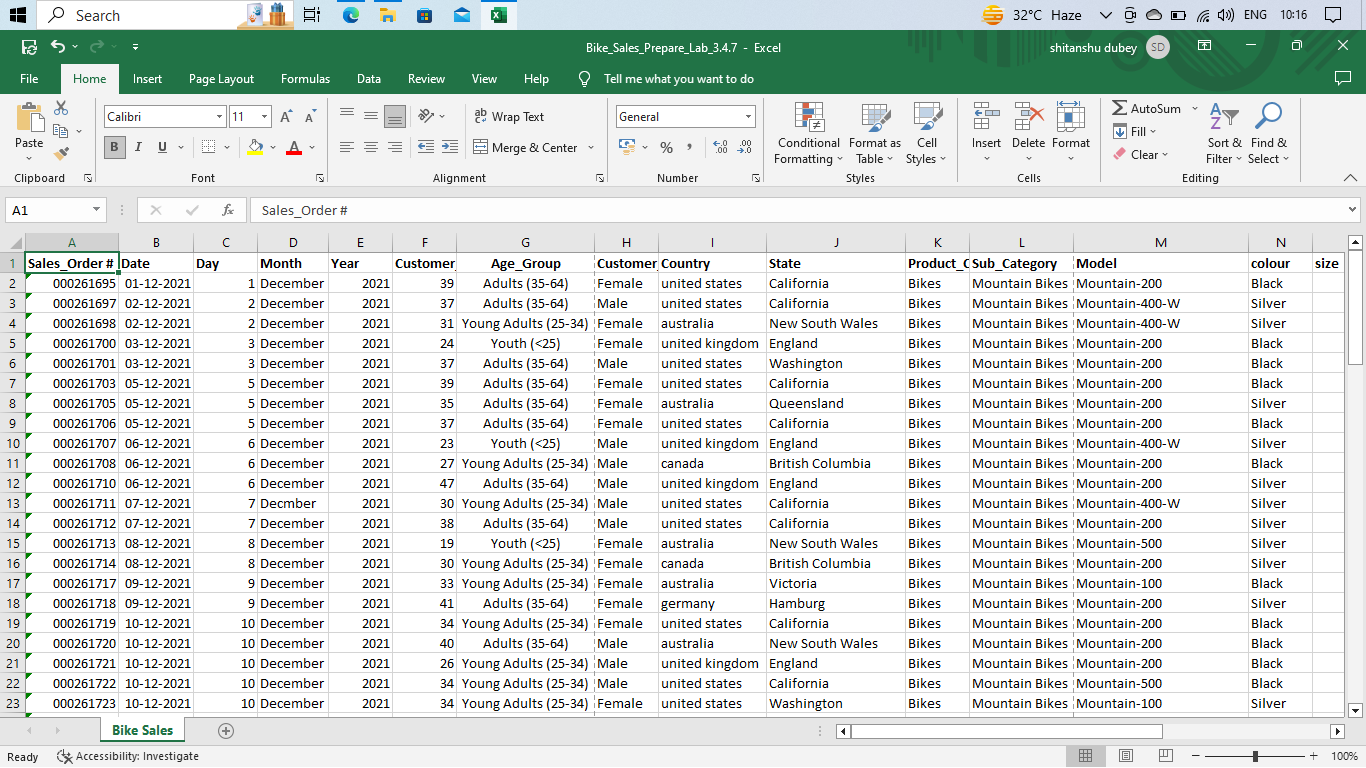 Search
32°C Haze ENG 10:16
Bike_Sales_Prepare_Lab_3.4.7 - Excel
shitanshu dubey SD
File Home Insert Page Layout Formulas Data Review View Help Tell me what you want to do
Calibri 11 Wrap Text General Conditional Formatting Format as Table Cell Styles Insert Delete Format AutoSum Fill Clear Sort & Filter Find & Select
Paste B I U Merge & Center % , .00
Clipboard Font Alignment Number Styles Cells Editing
A1 fx Sales_Order #
A B C D E F G H I J K L M N
1 Sales_Order # Date Day Month Year Customer Age_Group Customer Country State Product_C Sub_Category Model colour size
2 000261695 01-12-2021 1 December 2021 39 Adults (35-64) Female united states California Bikes Mountain Bikes Mountain-200 Black
3 000261697 02-12-2021 2 December 2021 37 Adults (35-64) Male united states California Bikes Mountain Bikes Mountain-400-W Silver
4 000261698 02-12-2021 2 December 2021 31 Young Adults (25-34) Female australia New South Wales Bikes Mountain Bikes Mountain-400-W Silver
5 000261700 03-12-2021 3 December 2021 24 Youth (<25) Female united kingdom England Bikes Mountain Bikes Mountain-200 Black
6 000261701 03-12-2021 3 December 2021 37 Adults (35-64) Male united states Washington Bikes Mountain Bikes Mountain-200 Black
7 000261703 05-12-2021 5 December 2021 39 Adults (35-64) Female united states California Bikes Mountain Bikes Mountain-200 Black
8 000261705 05-12-2021 5 December 2021 35 Adults (35-64) Female australia Queensland Bikes Mountain Bikes Mountain-200 Silver
9 000261706 05-12-2021 5 December 2021 37 Adults (35-64) Female united states California Bikes Mountain Bikes Mountain-200 Black
10 000261707 06-12-2021 6 December 2021 23 Youth (<25) Male united kingdom England Bikes Mountain Bikes Mountain-400-W Silver
11 000261708 06-12-2021 6 December 2021 27 Young Adults (25-34) Male canada British Columbia Bikes Mountain Bikes Mountain-200 Black
12 000261710 06-12-2021 6 December 2021 47 Adults (35-64) Male united kingdom England Bikes Mountain Bikes Mountain-200 Silver
13 000261711 07-12-2021 7 Decmber 2021 30 Young Adults (25-34) Male united states California Bikes Mountain Bikes Mountain-400-W Silver
14 000261712 07-12-2021 7 December 2021 38 Adults (35-64) Male united states California Bikes Mountain Bikes Mountain-200 Silver
15 000261713 08-12-2021 8 December 2021 19 Youth (<25) Female australia New South Wales Bikes Mountain Bikes Mountain-500 Silver
16 000261714 08-12-2021 8 December 2021 30 Young Adults (25-34) Female canada British Columbia Bikes Mountain Bikes Mountain-200 Silver
17 000261717 09-12-2021 9 December 2021 33 Young Adults (25-34) Female australia Victoria Bikes Mountain Bikes Mountain-100 Black
18 000261718 09-12-2021 9 December 2021 41 Adults (35-64) Female germany Hamburg Bikes Mountain Bikes Mountain-200 Silver
19 000261719 10-12-2021 10 December 2021 34 Young Adults (25-34) Female united states California Bikes Mountain Bikes Mountain-200 Black
20 000261720 10-12-2021 10 December 2021 40 Adults (35-64) Male australia New South Wales Bikes Mountain Bikes Mountain-200 Black
21 000261721 10-12-2021 10 December 2021 26 Young Adults (25-34) Male united kingdom England Bikes Mountain Bikes Mountain-200 Black
22 000261722 10-12-2021 10 December 2021 34 Young Adults (25-34) Male united states California Bikes Mountain Bikes Mountain-500 Black
23 000261723 10-12-2021 10 December 2021 34 Young Adults (25-34) Female united states Washington Bikes Mountain Bikes Mountain-100 Silver
Bike Sales
Ready Accessibility: Investigate 100%